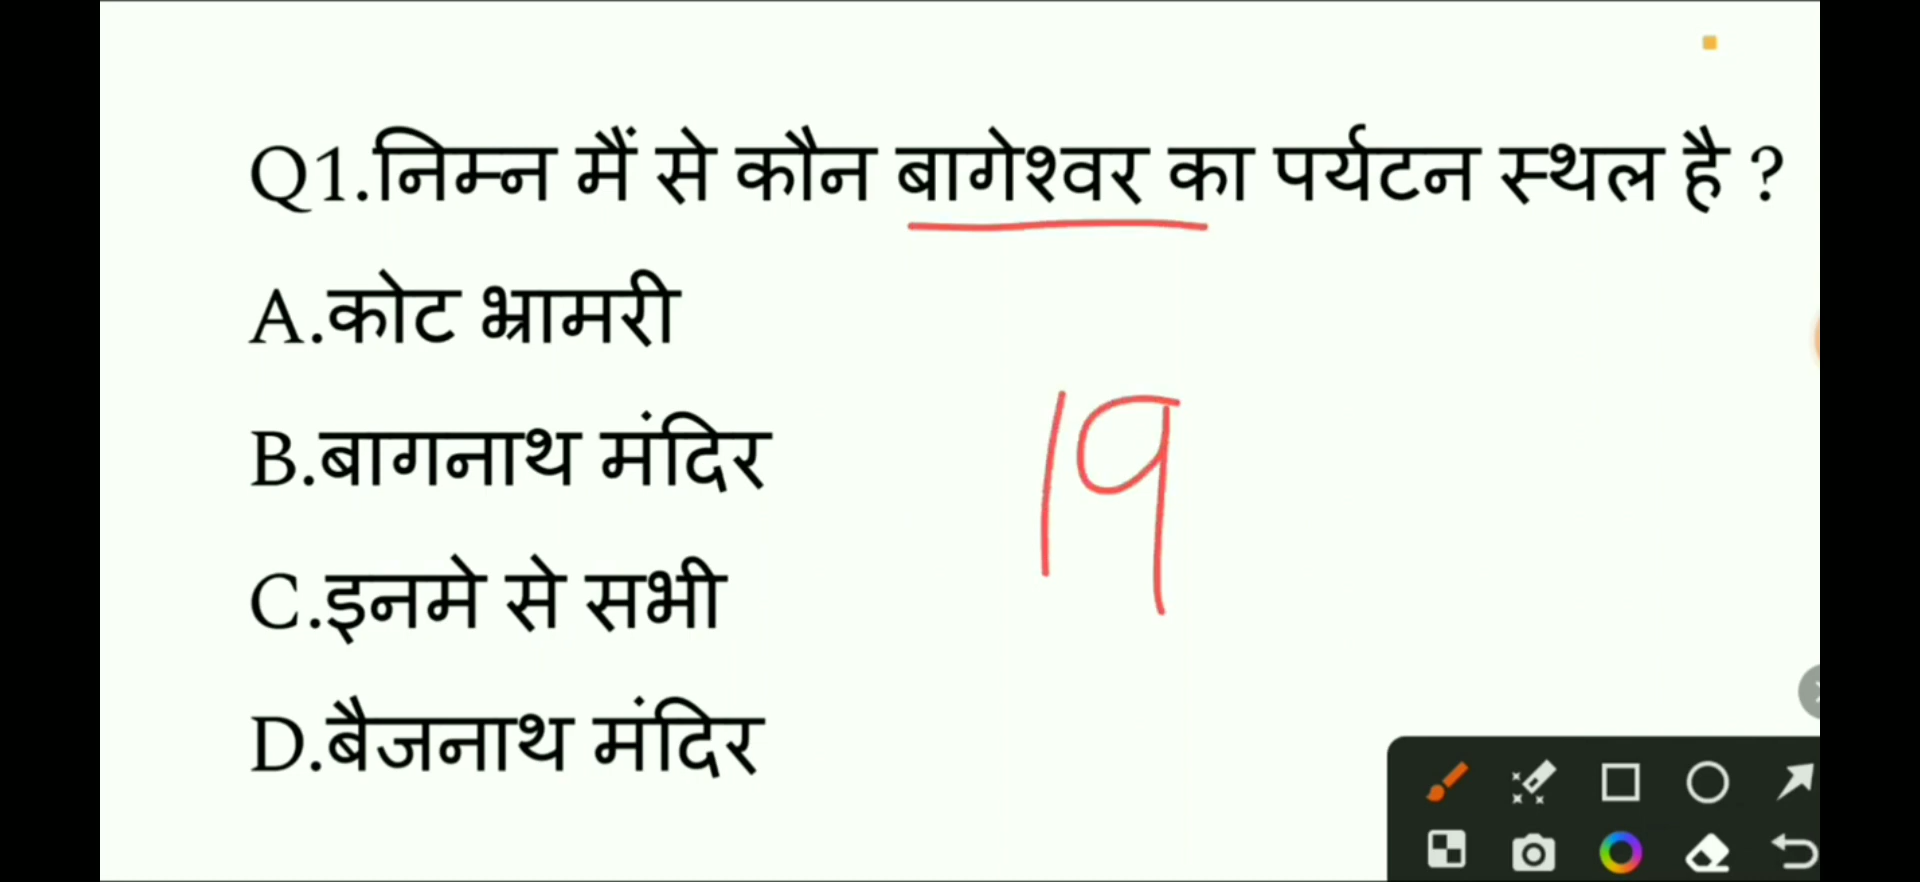 Q1.निम्न मैं से कौन बागेश्वर का पर्यटन स्थल है ?
A.कोट भ्रामरी
B.बागनाथ मंदिर
19
C.इनमे से सभी
D.बैजनाथ मंदिर